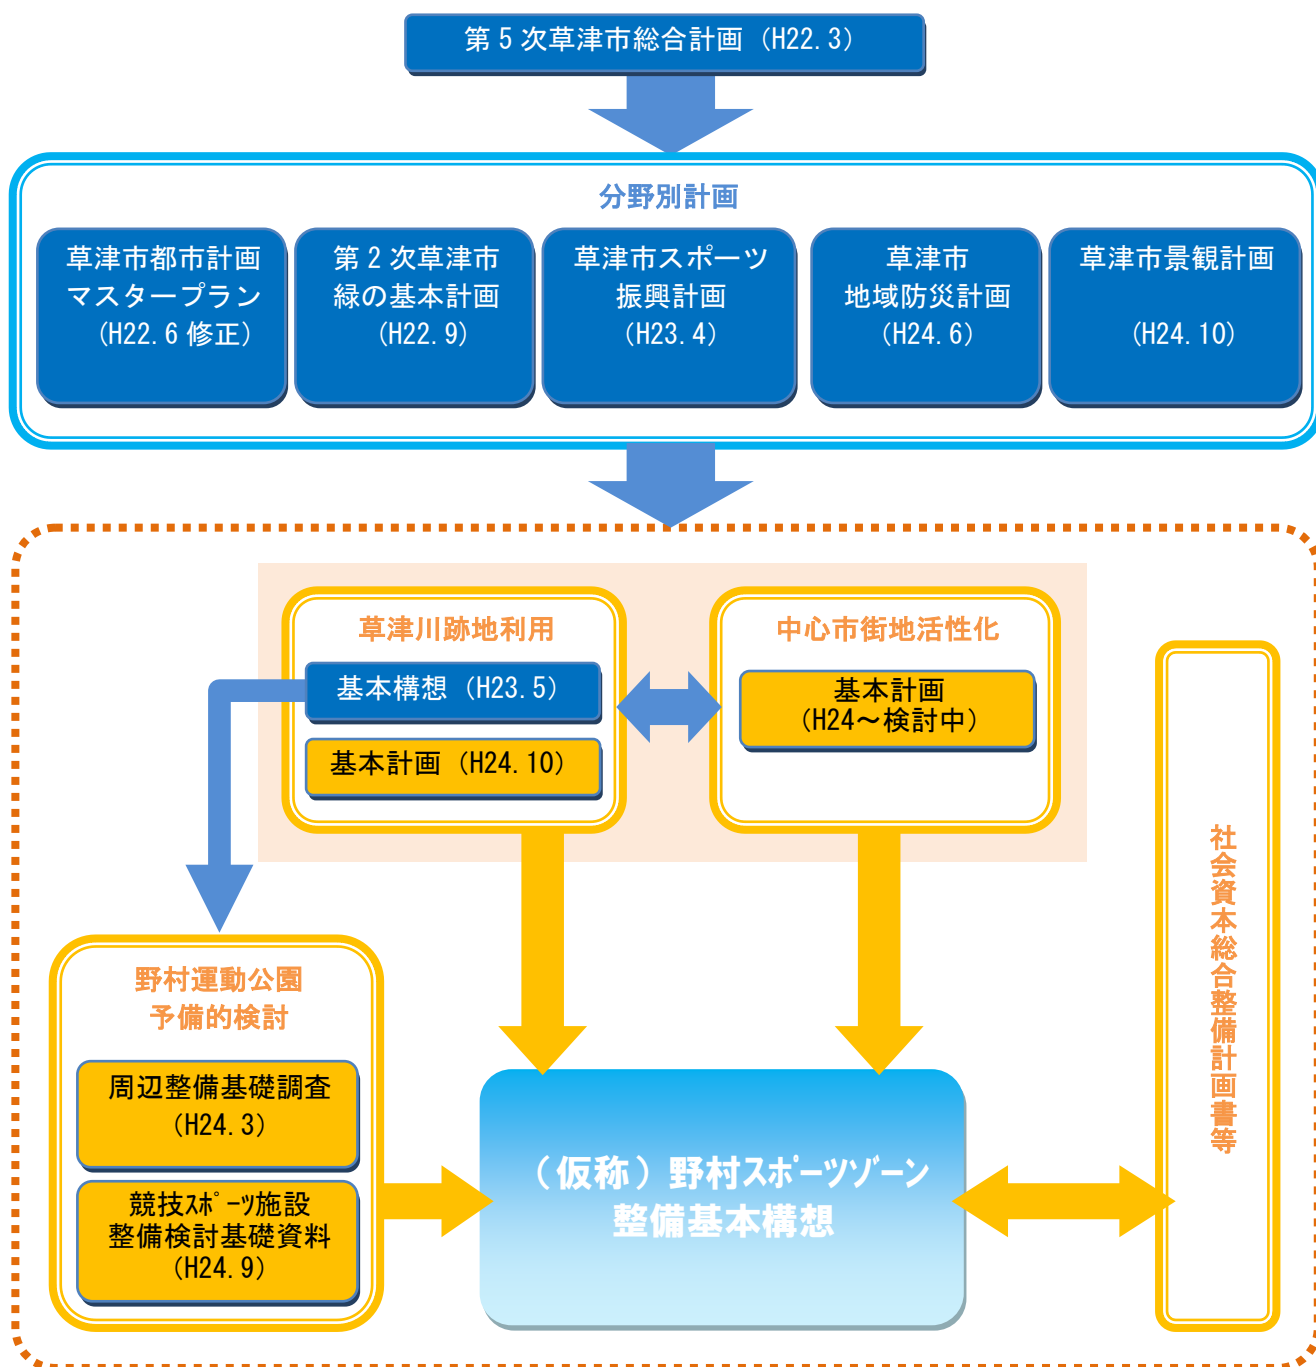 第５次草津市総合計画（H22.3）
分野別計画
草津市都市計画
マスタープラン
（H22.6 修正）
第２次草津市
緑の基本計画
（H22.9）
草津市スポーツ
振興計画
（H23.4）
草津市
地域防災計画
（H24.6）
草津市景観計画
（H24.10）
草津川跡地利用
基本構想（H23.5）
基本計画（H24.10）
中心市街地活性化
基本計画
（H24～検討中）
社会資本総合整備計画書等
野村運動公園
予備的検討
周辺整備基礎調査
（H24.3）
競技ｽﾎﾟｰﾂ施設
整備検討基礎資料
（H24.9）
（仮称）野村スポーツゾーン
整備基本構想